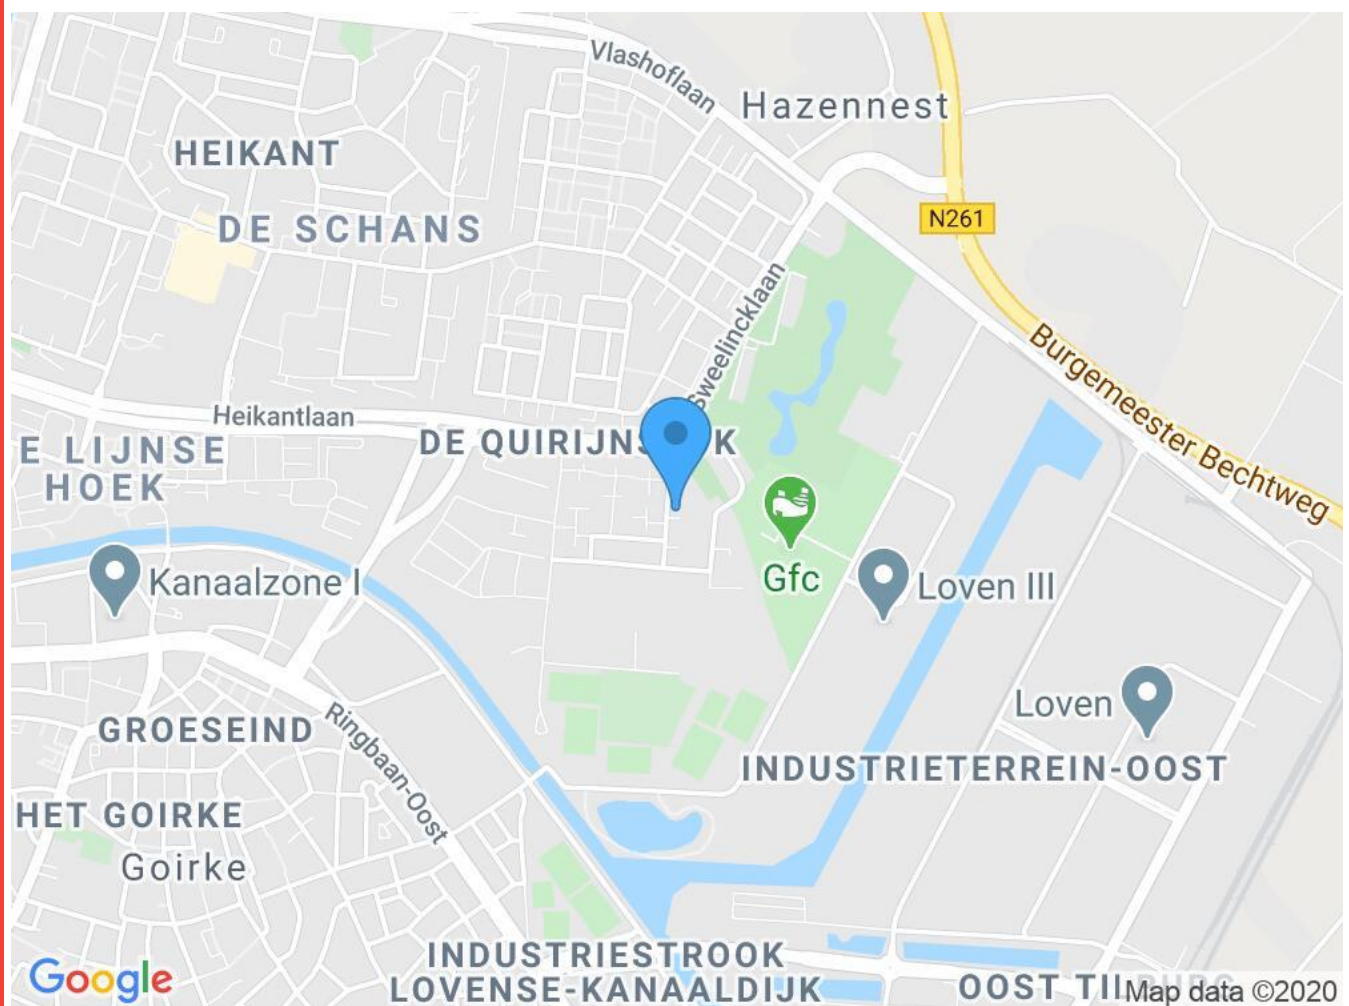 Vlashoflaan
Hazennest
HEIKANT
DE SCHANS
N261
Sweelincklaan
Burgemeester Bechtweg
Heikantlaan
DE QUIRIJNS K
E LIJNSE
HOEK
Kanaalzone I
Gfc
Loven III
Loven
GROESEIND
Ringbaan-Oost
INDUSTRIETERREIN-OOST
HET GOIRKE
Goirke
INDUSTRIESTROOK
LOVENSE-KANAALDIJK
OOST TILBURG
Google
Map data ©2020